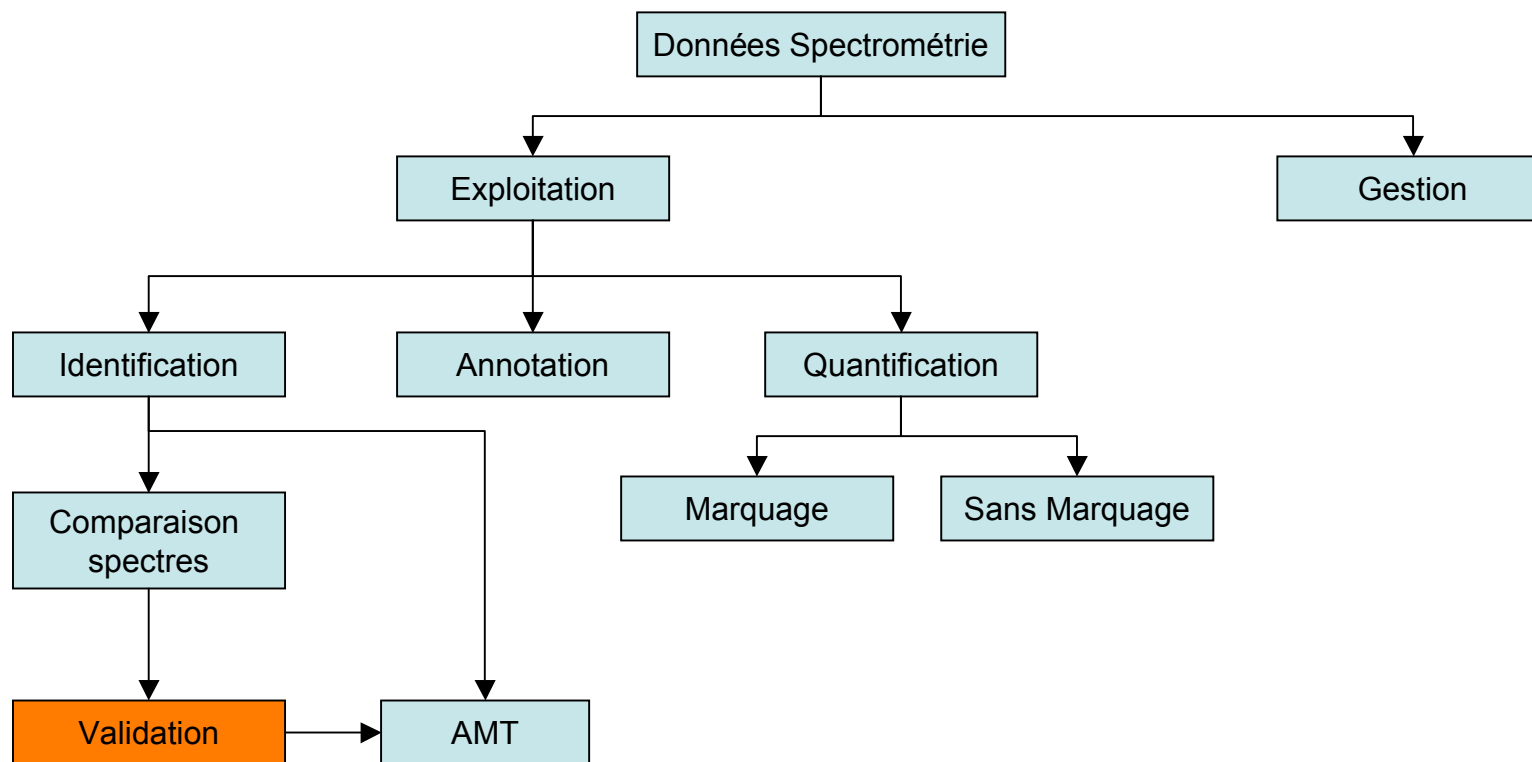 Données Spectrométrie
Exploitation
Gestion
Identification
Annotation
Quantification
Marquage
Sans Marquage
Comparaison
spectres
Validation
AMT